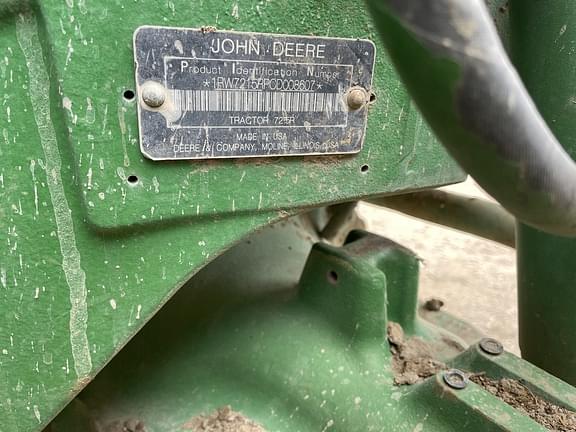 JOHN DEERE
Product Identification Number
*1RW7215RPCD008607*
TRACTOR 7215R
MADE IN USA
DEERE & COMPANY, MOLINE, ILLINOIS USA